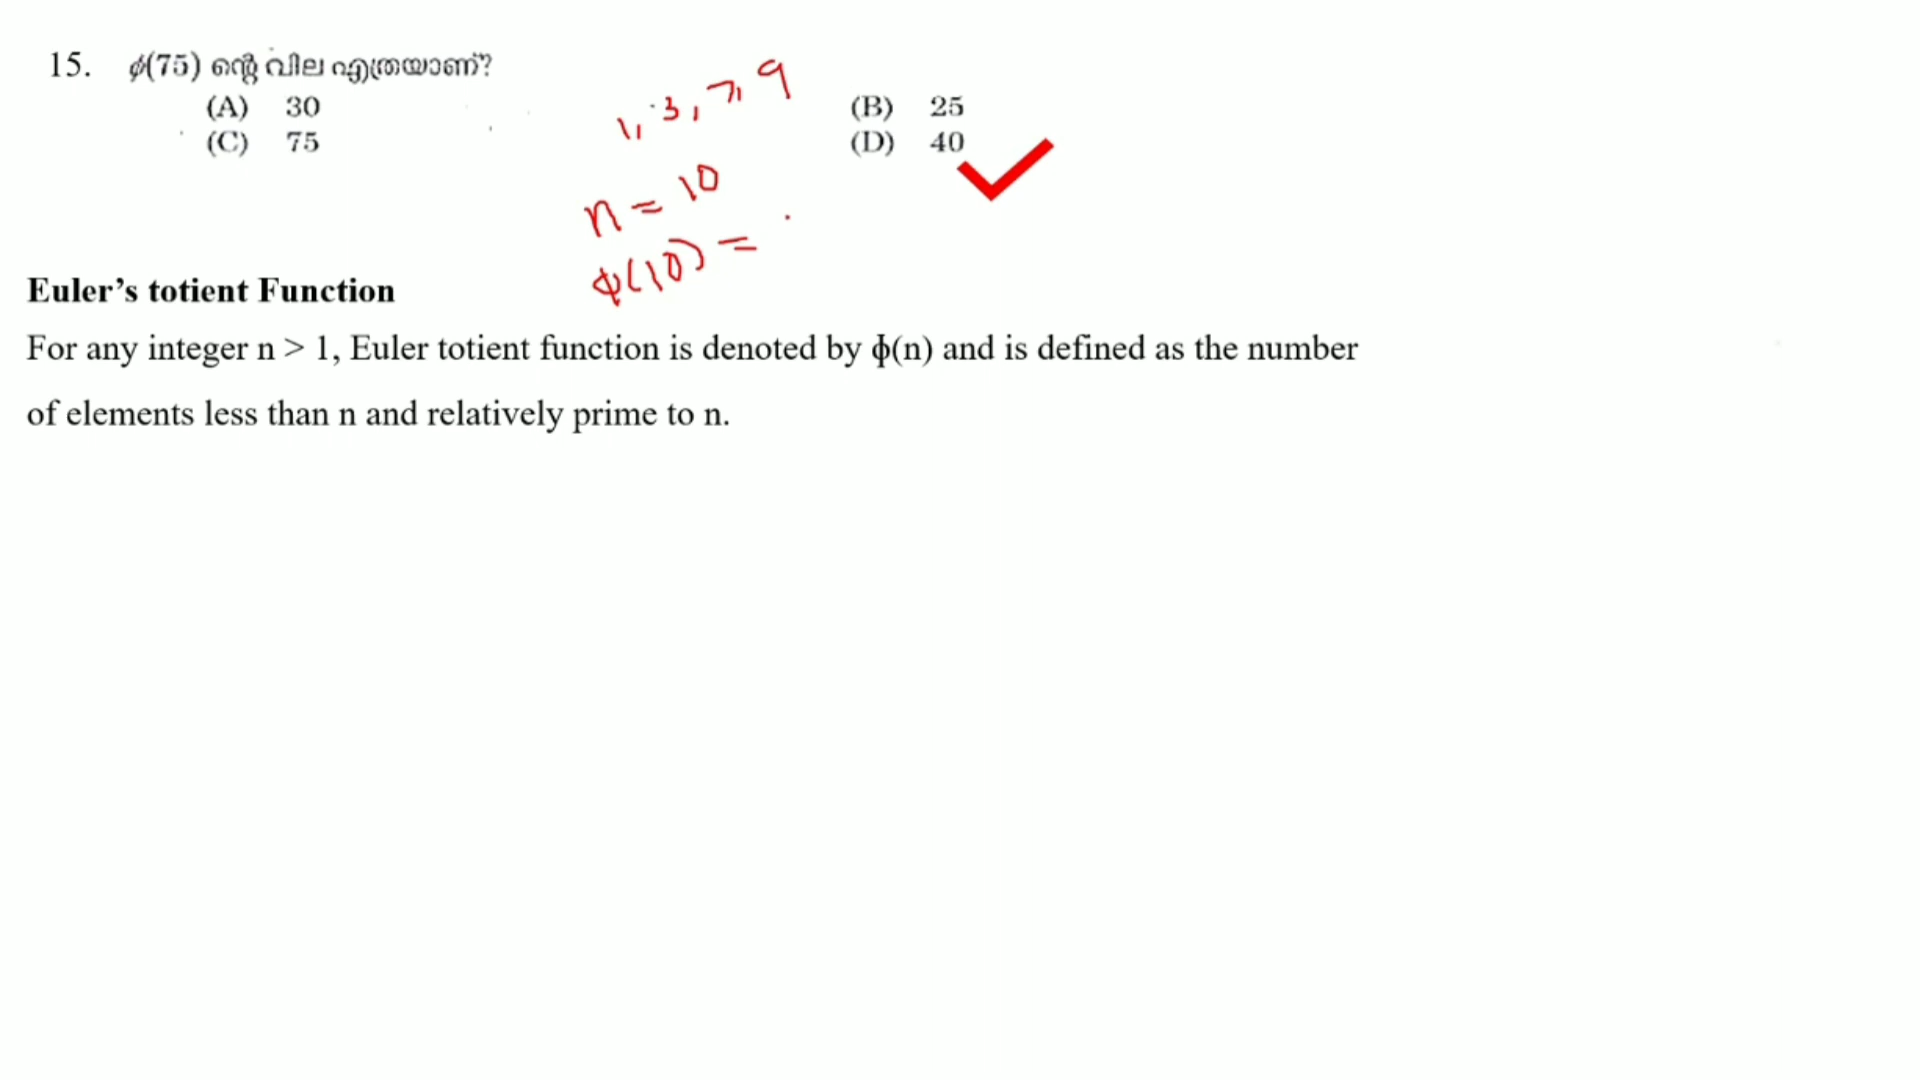 15. ϕ(75) ന്റെ വില എത്രയാണ്?
(A) 30 (B) 25
(C) 75 (D) 40
1, 3, 7, 9
n = 10
ϕ(10) =
Euler’s totient Function
For any integer n > 1, Euler totient function is denoted by ϕ(n) and is defined as the number
of elements less than n and relatively prime to n.